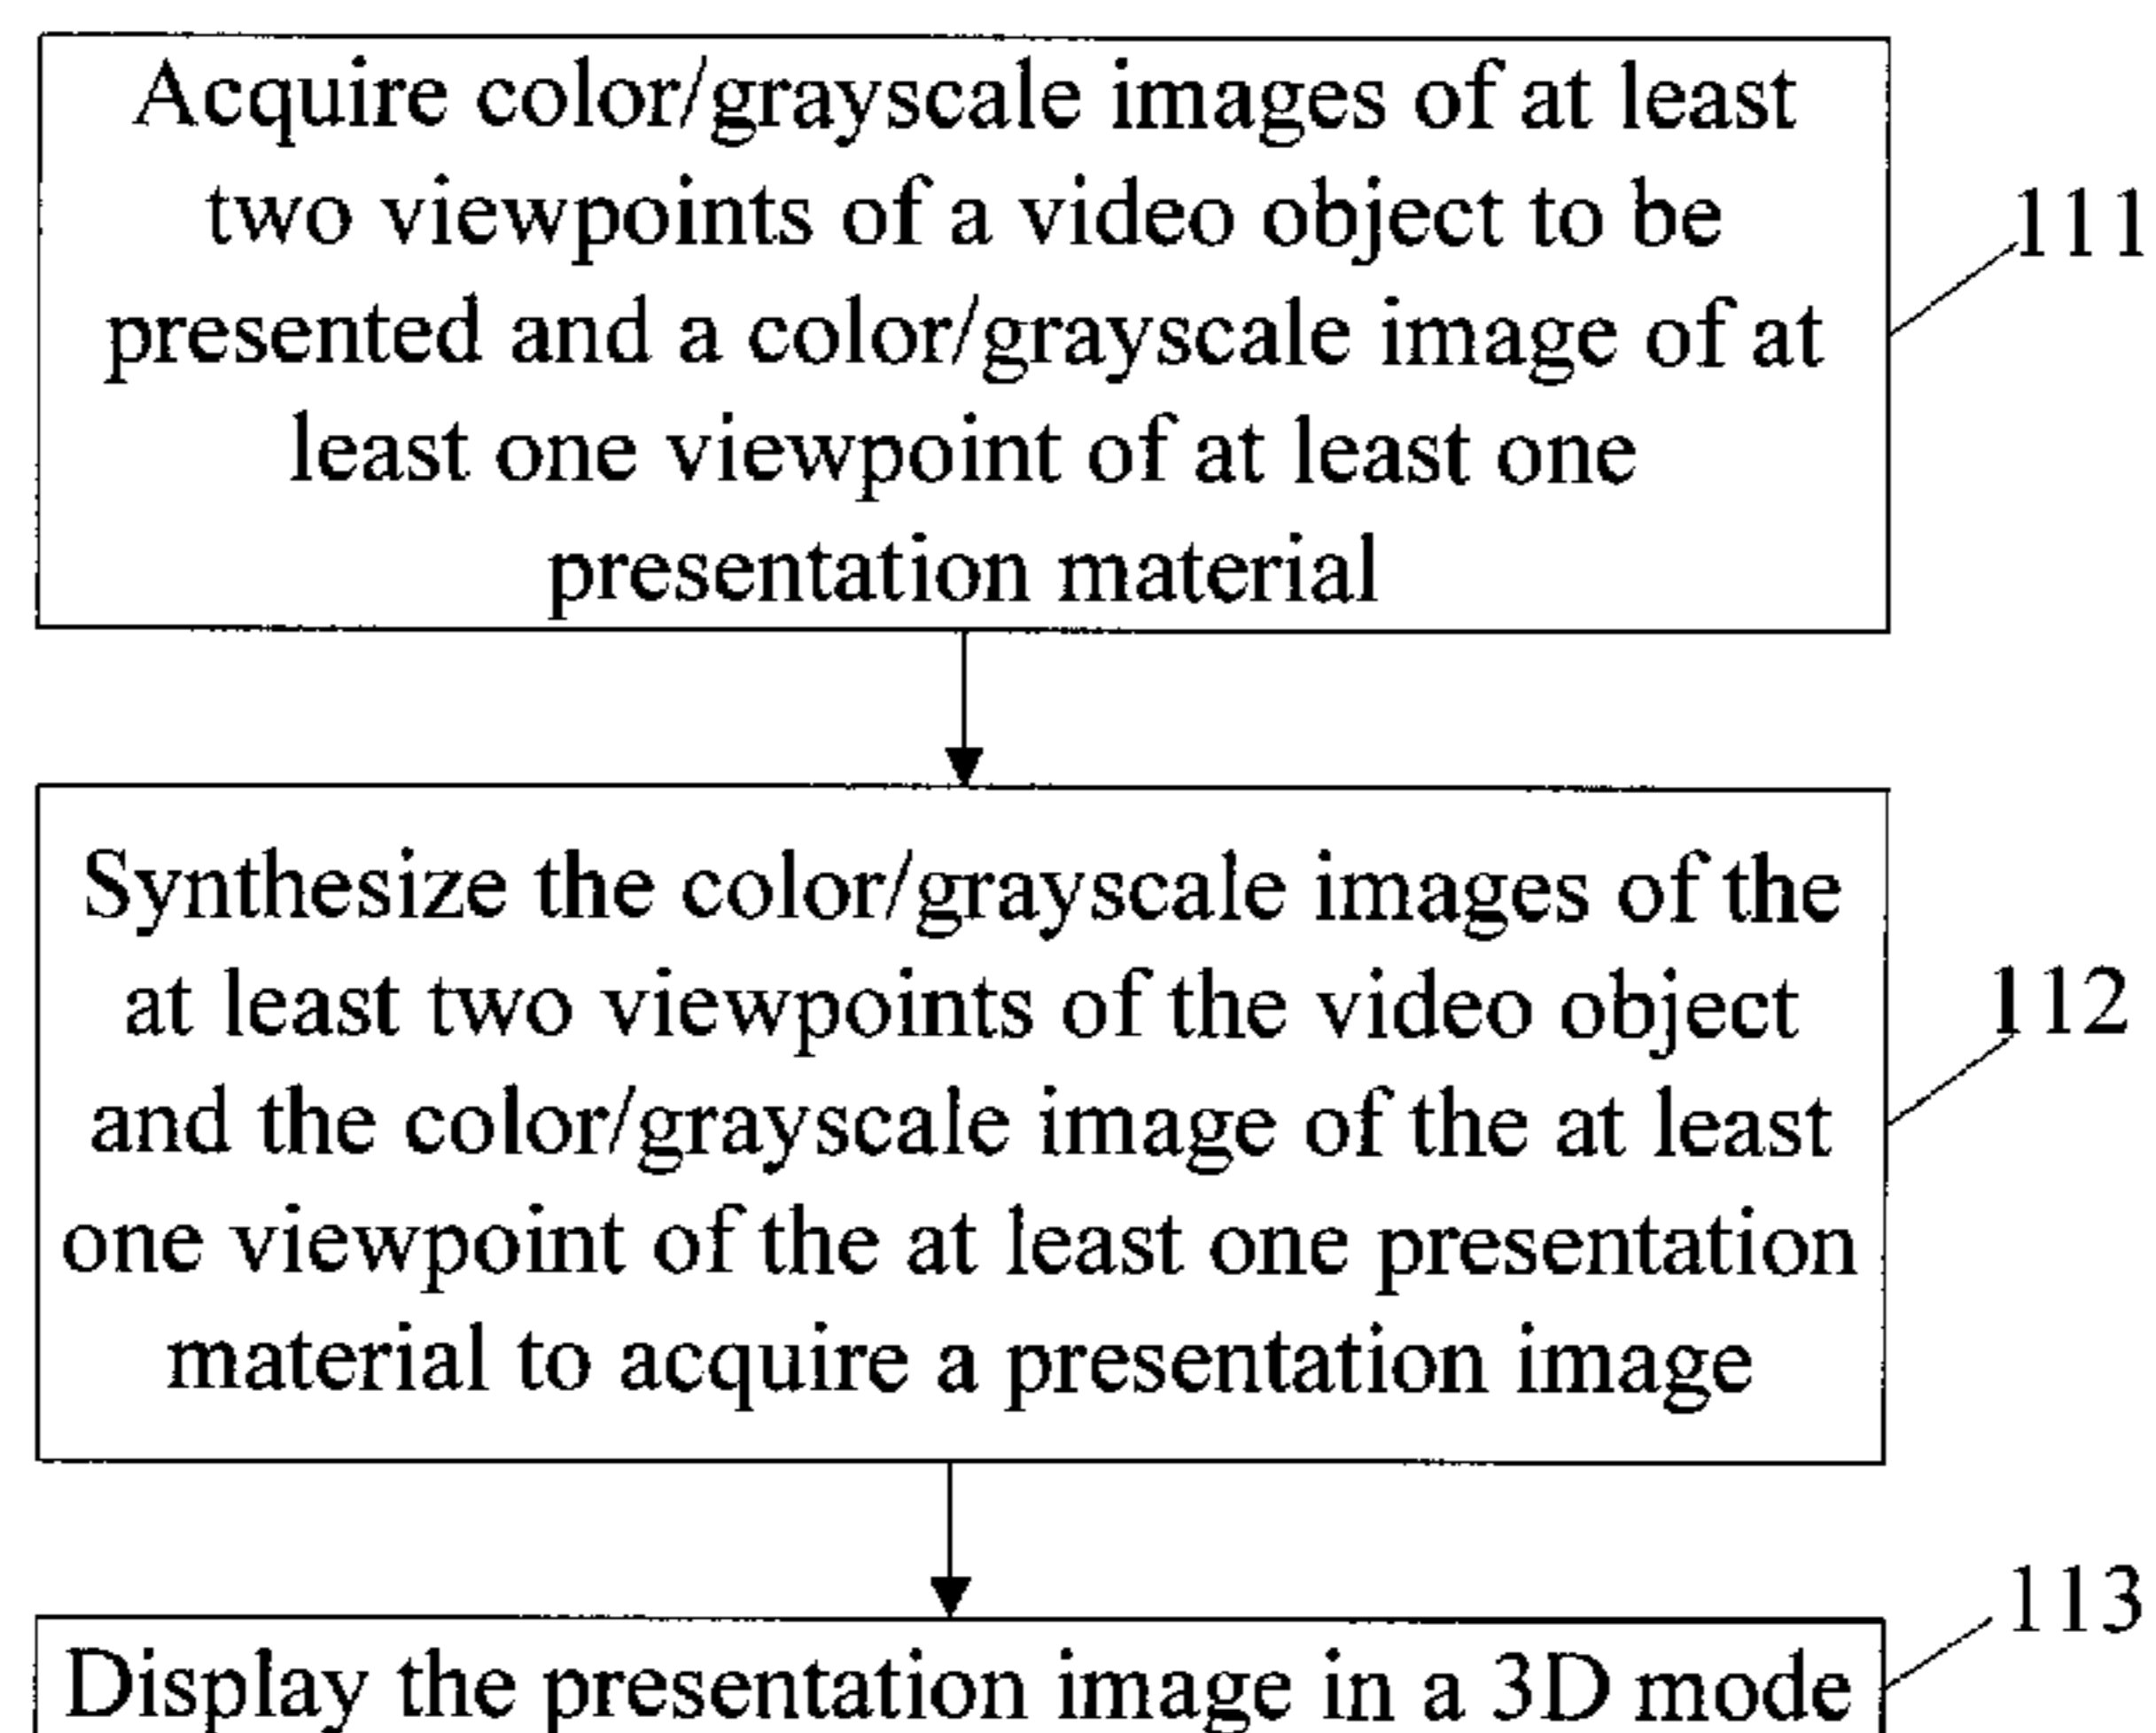 Acquire color/grayscale images of at least
two viewpoints of a video object to be
presented and a color/grayscale image of at
least one viewpoint of at least one
presentation material
111
Synthesize the color/grayscale images of the
at least two viewpoints of the video object
and the color/grayscale image of the at least
one viewpoint of the at least one presentation
material to acquire a presentation image
112
113
Display the presentation image in a 3D mode